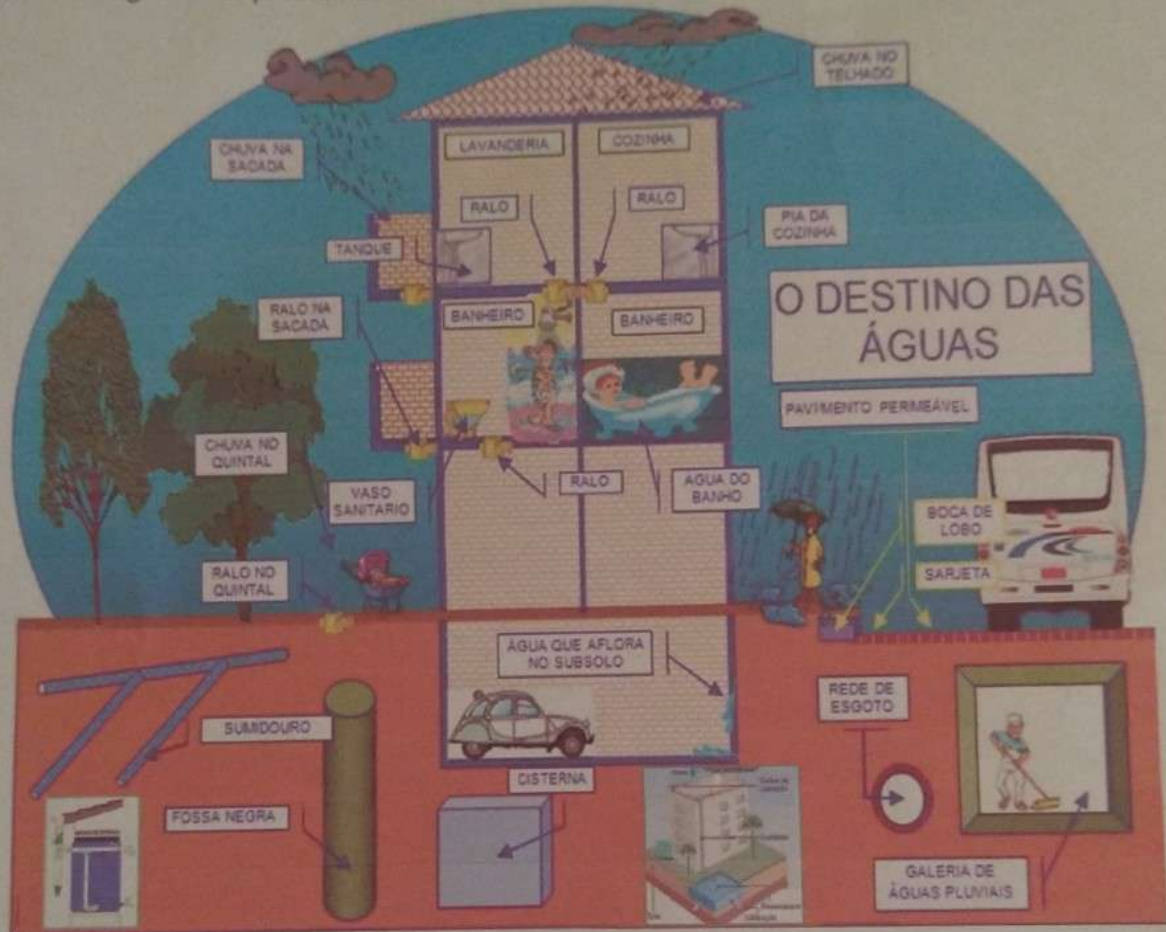 CHUVA NO
TELHADO
CHUVA NA
SACADA
LAVANDERIA
COZINHA
RALO
RALO
TANQUE
PIA DA
COZINHA
RALO NA
SACADA
BANHEIRO
BANHEIRO
O DESTINO DAS
ÁGUAS
PAVIMENTO PERMEÁVEL
CHUVA NO
QUINTAL
VASO
SANITARIO
RALO
AGUA DO
BANHO
BOCA DE
LOBO
RALO NO
QUINTAL
SARJETA
ÁGUA QUE AFLORA
NO SUBSOLO
REDE DE
ESGOTO
SUMIDOURO
CISTERNA
FOSSA NEGRA
GALERIA DE
ÁGUAS PLUVIAIS